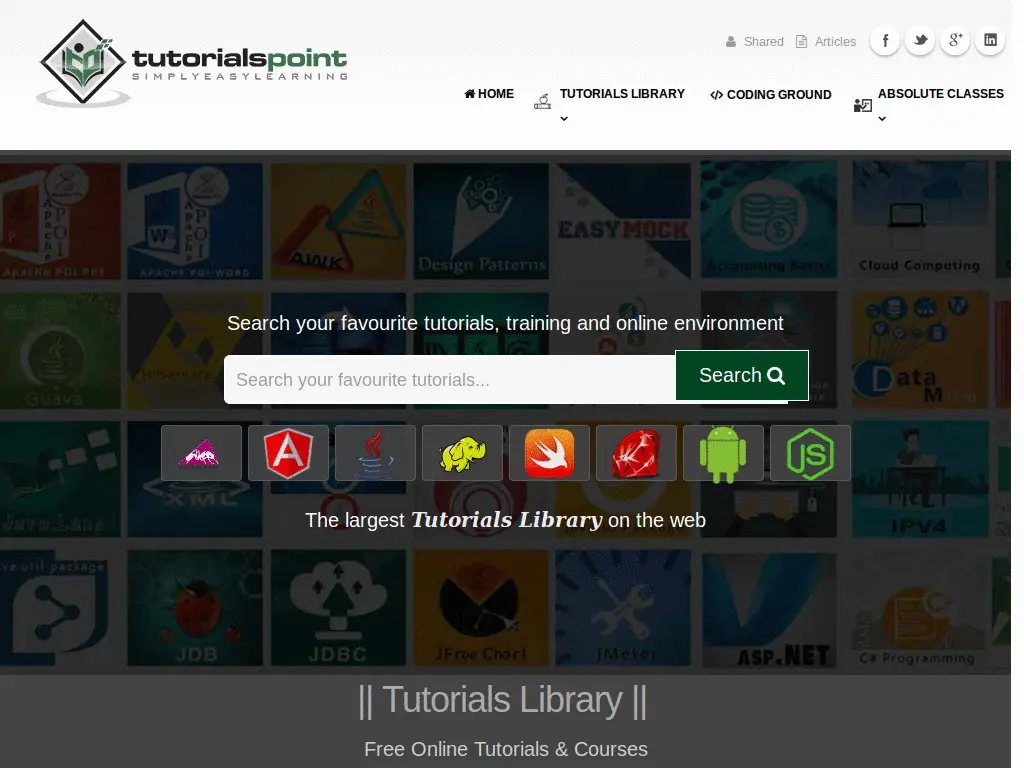 Shared Articles
tutorialspoint
SIMPLYEASYLEARNING
HOME TUTORIALS LIBRARY CODING GROUND ABSOLUTE CLASSES
Apache POI PPT APACHE POI-WORD AWK Design Patterns EASYMOCK Accounting Basics Cloud Computing
Search your favourite tutorials, training and online environment
Search your favourite tutorials... Search
Guava Hibernate Data
Java.Lang XML IPV4
The largest Tutorials Library on the web
util package
JDB JDBC JFree Chart jMeter ASP.NET C# Programming
|| Tutorials Library ||
Free Online Tutorials & Courses